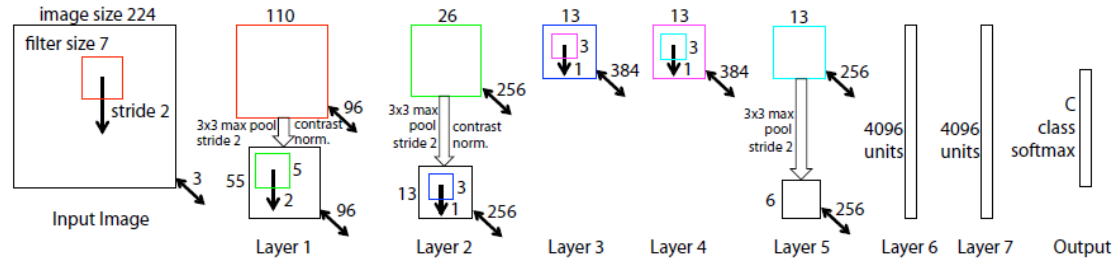 image size 224
filter size 7
stride 2
3
Input Image
110
96
3x3 max pool
stride 2
contrast
norm.
55
5
2
96
Layer 1
26
256
3x3 max
pool
stride 2
contrast
norm.
13
3
1
256
Layer 2
13
3
1
384
Layer 3
13
3
1
384
Layer 4
13
256
3x3 max
pool
stride 2
6
256
Layer 5
4096
units
Layer 6
4096
units
Layer 7
C
class
softmax
Output